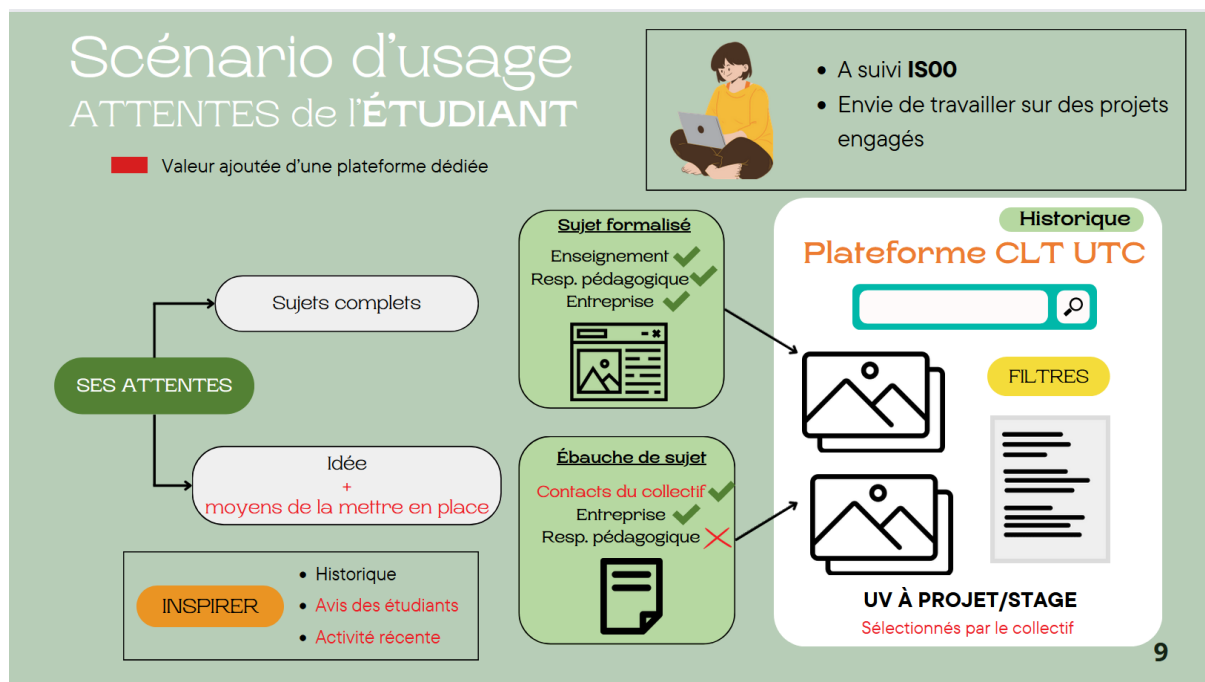 Scénario d'usage
ATTENTES de l'ÉTUDIANT
Valeur ajoutée d'une plateforme dédiée
• A suivi IS00
• Envie de travailler sur des projets
engagés
SES ATTENTES
Sujets complets
Idée
+
moyens de la mettre en place
INSPIRER
• Historique
• Avis des étudiants
• Activité récente
Sujet formalisé
Enseignement
Resp. pédagogique
Entreprise
Ébauche de sujet
Contacts du collectif
Entreprise
Resp. pédagogique
Historique
Plateforme CLT UTC
FILTRES
UV À PROJET/STAGE
Sélectionnés par le collectif
9